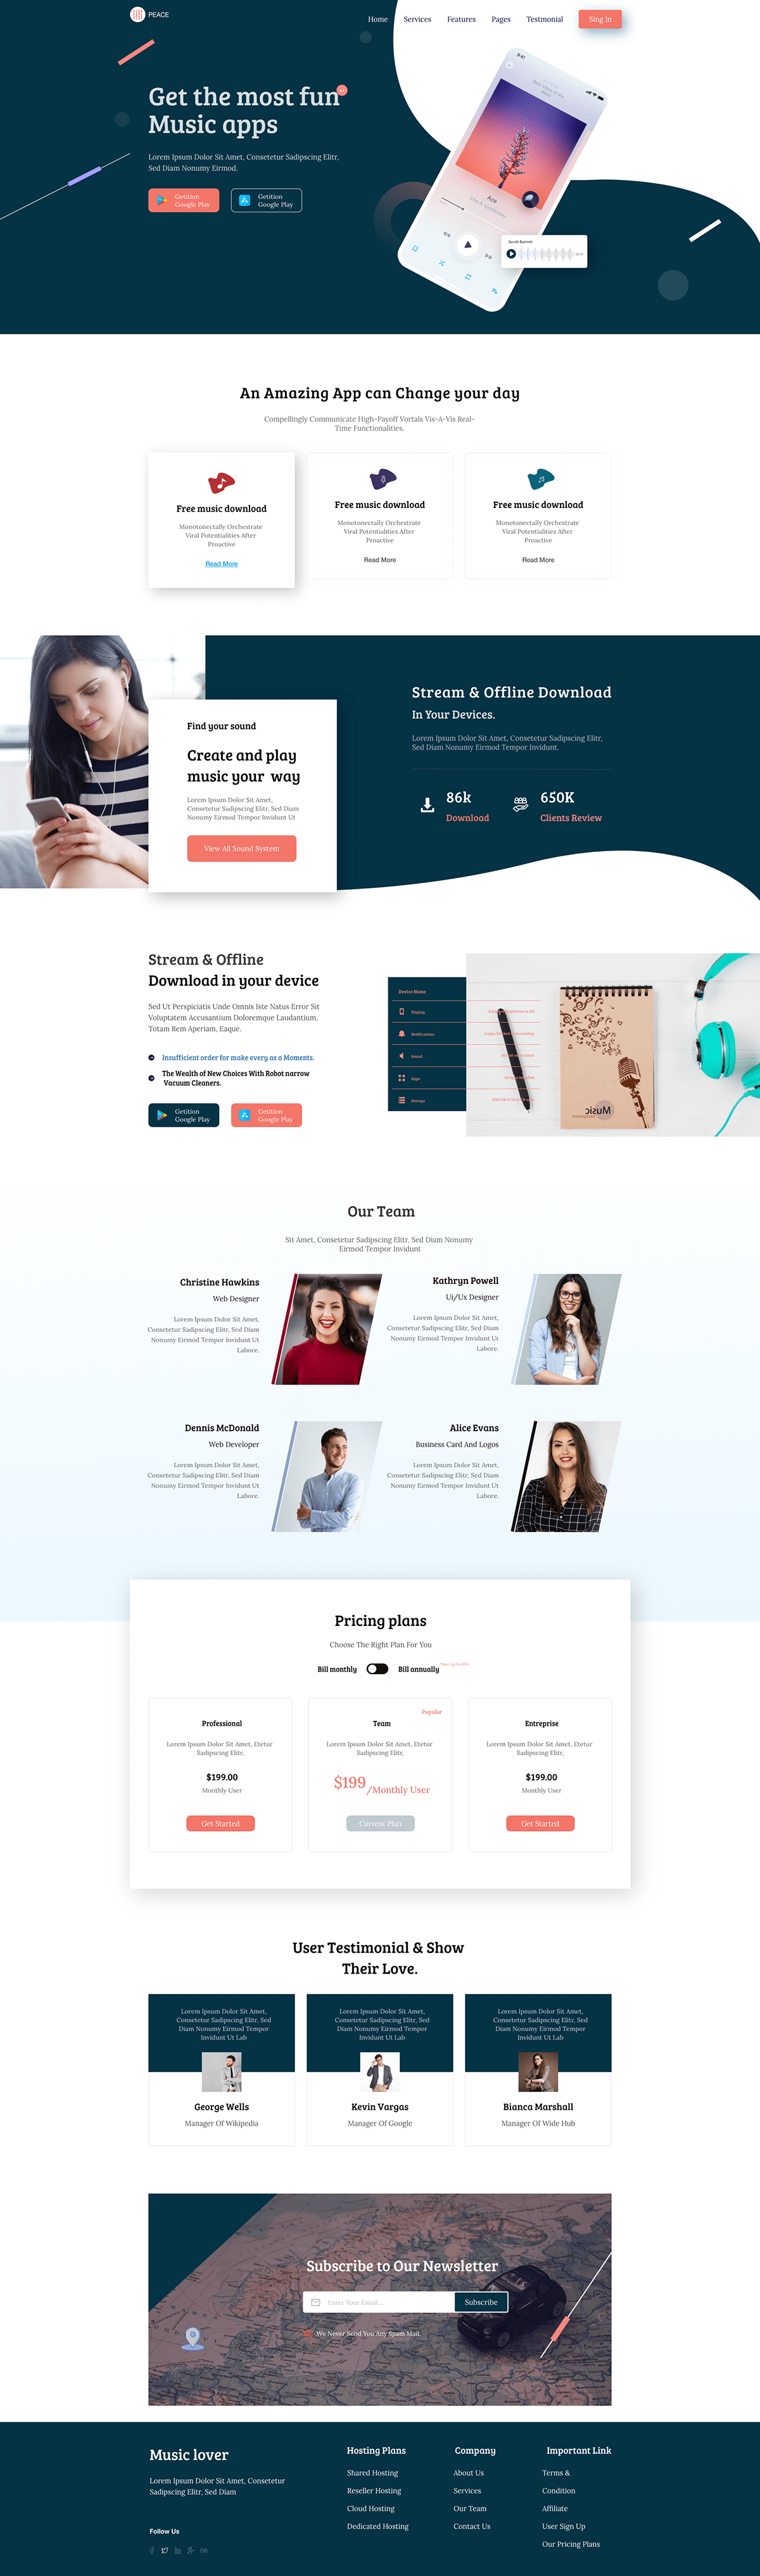 PEACE
Home Services Features Pages Testmonial Sing In
Get the most fun
Music apps
Lorem Ipsum Dolor Sit Amet, Consetetur Sadipscing Elitr,
Sed Diam Nonumy Eirmod.
Getition
Google Play
Getition
Google Play
9:41
Ace
Sarah Barrett
An Amazing App can Change your day
Compellingly Communicate High-Payoff Vortals Vis-A-Vis Real-
Time Functionalities.
Free music download
Monotonectally Orchestrate
Viral Potentialities After
Proactive
Read More
Free music download
Monotonectally Orchestrate
Viral Potentialities After
Proactive
Read More
Free music download
Monotonectally Orchestrate
Viral Potentialities After
Proactive
Read More
Find your sound
Create and play
music your way
Lorem Ipsum Dolor Sit Amet,
Consetetur Sadipscing Elitr, Sed Diam
Nonumy Eirmod Tempor Invidunt Ut
View All Sound System
Stream & Offline Download
In Your Devices.
Lorem Ipsum Dolor Sit Amet, Consetetur Sadipscing Elitr,
Sed Diam Nonumy Eirmod Tempor Invidunt.
86k
Download
650K
Clients Review
Stream & Offline
Download in your device
Sed Ut Perspiciatis Unde Omnis Iste Natus Error Sit
Voluptatem Accusantium Doloremque Laudantium,
Totam Rem Aperiam, Eaque.
Insufficient order for make every as a Moments.
The Wealth of New Choices With Robot narrow
Vacuum Cleaners.
Getition
Google Play
Getition
Google Play
Device Name
Display
Notifications
Sound
Apps
Storage
Music
Our Team
Sit Amet, Consetetur Sadipscing Elitr, Sed Diam Nonumy
Eirmod Tempor Invidunt
Christine Hawkins
Web Designer
Lorem Ipsum Dolor Sit Amet,
Consetetur Sadipscing Elitr, Sed Diam
Nonumy Eirmod Tempor Invidunt Ut
Labore.
Kathryn Powell
Ui/Ux Designer
Lorem Ipsum Dolor Sit Amet,
Consetetur Sadipscing Elitr, Sed Diam
Nonumy Eirmod Tempor Invidunt Ut
Labore.
Dennis McDonald
Web Developer
Lorem Ipsum Dolor Sit Amet,
Consetetur Sadipscing Elitr, Sed Diam
Nonumy Eirmod Tempor Invidunt Ut
Labore.
Alice Evans
Business Card And Logos
Lorem Ipsum Dolor Sit Amet,
Consetetur Sadipscing Elitr, Sed Diam
Nonumy Eirmod Tempor Invidunt Ut
Labore.
Pricing plans
Choose The Right Plan For You
Bill monthly Bill annually
Professional
Lorem Ipsum Dolor Sit Amet, Etetur
Sadipscing Elitr,
$199.00
Monthly User
Get Started
Popular
Team
Lorem Ipsum Dolor Sit Amet, Etetur
Sadipscing Elitr,
$199/Monthly User
Current Plan
Entreprise
Lorem Ipsum Dolor Sit Amet, Etetur
Sadipscing Elitr,
$199.00
Monthly User
Get Started
User Testimonial & Show
Their Love.
Lorem Ipsum Dolor Sit Amet,
Consetetur Sadipscing Elitr, Sed
Diam Nonumy Eirmod Tempor
Invidunt Ut Lab
George Wells
Manager Of Wikipedia
Lorem Ipsum Dolor Sit Amet,
Consetetur Sadipscing Elitr, Sed
Diam Nonumy Eirmod Tempor
Invidunt Ut Lab
Kevin Vargas
Manager Of Google
Lorem Ipsum Dolor Sit Amet,
Consetetur Sadipscing Elitr, Sed
Diam Nonumy Eirmod Tempor
Invidunt Ut Lab
Bianca Marshall
Manager Of Wide Hub
Subscribe to Our Newsletter
Enter Your Email....
Subscribe
We Never Send You Any Spam Mail.
Music lover
Lorem Ipsum Dolor Sit Amet, Consetetur
Sadipscing Elitr, Sed Diam
Follow Us
Hosting Plans
Shared Hosting
Reseller Hosting
Cloud Hosting
Dedicated Hosting
Company
About Us
Services
Our Team
Contact Us
Important Link
Terms &
Condition
Affiliate
User Sign Up
Our Pricing Plans